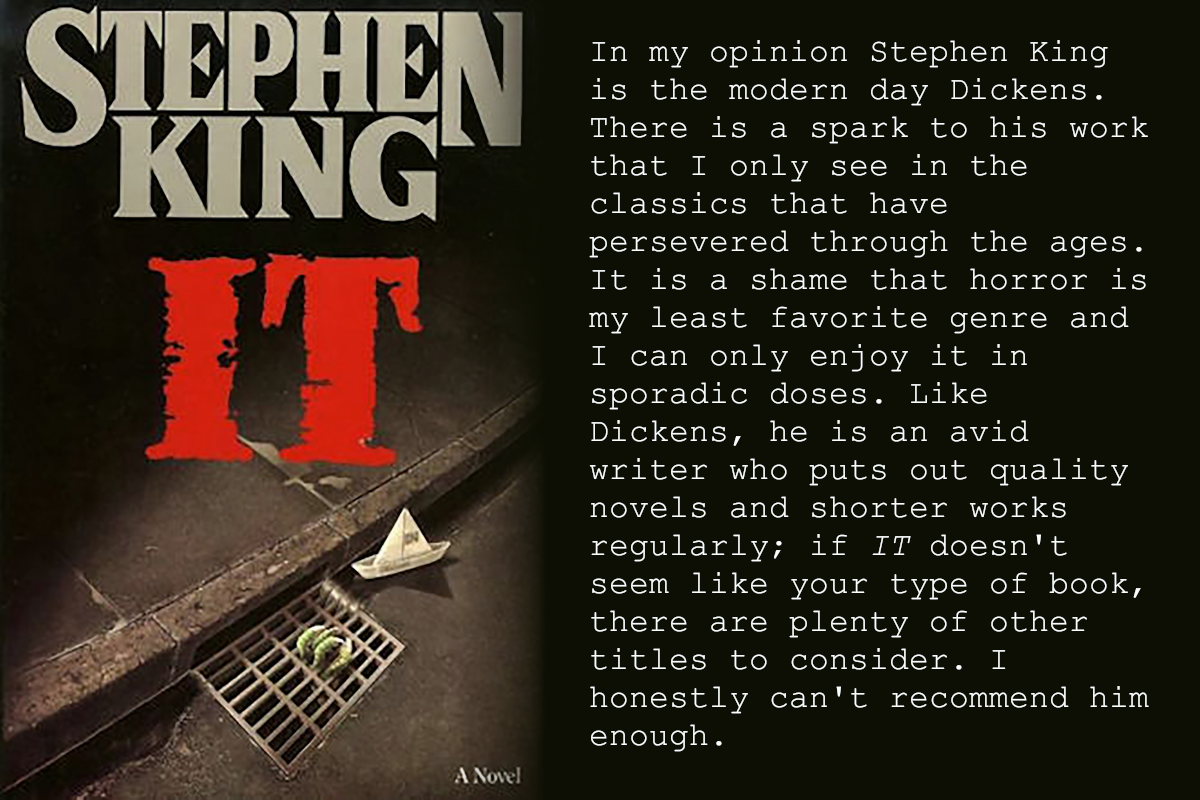 STEPHEN
KING
IT
A Novel
In my opinion Stephen King
is the modern day Dickens.
There is a spark to his work
that I only see in the
classics that have
persevered through the ages.
It is a shame that horror is
my least favorite genre and
I can only enjoy it in
sporadic doses. Like
Dickens, he is an avid
writer who puts out quality
novels and shorter works
regularly; if IT doesn't
seem like your type of book,
there are plenty of other
titles to consider. I
honestly can't recommend him
enough.